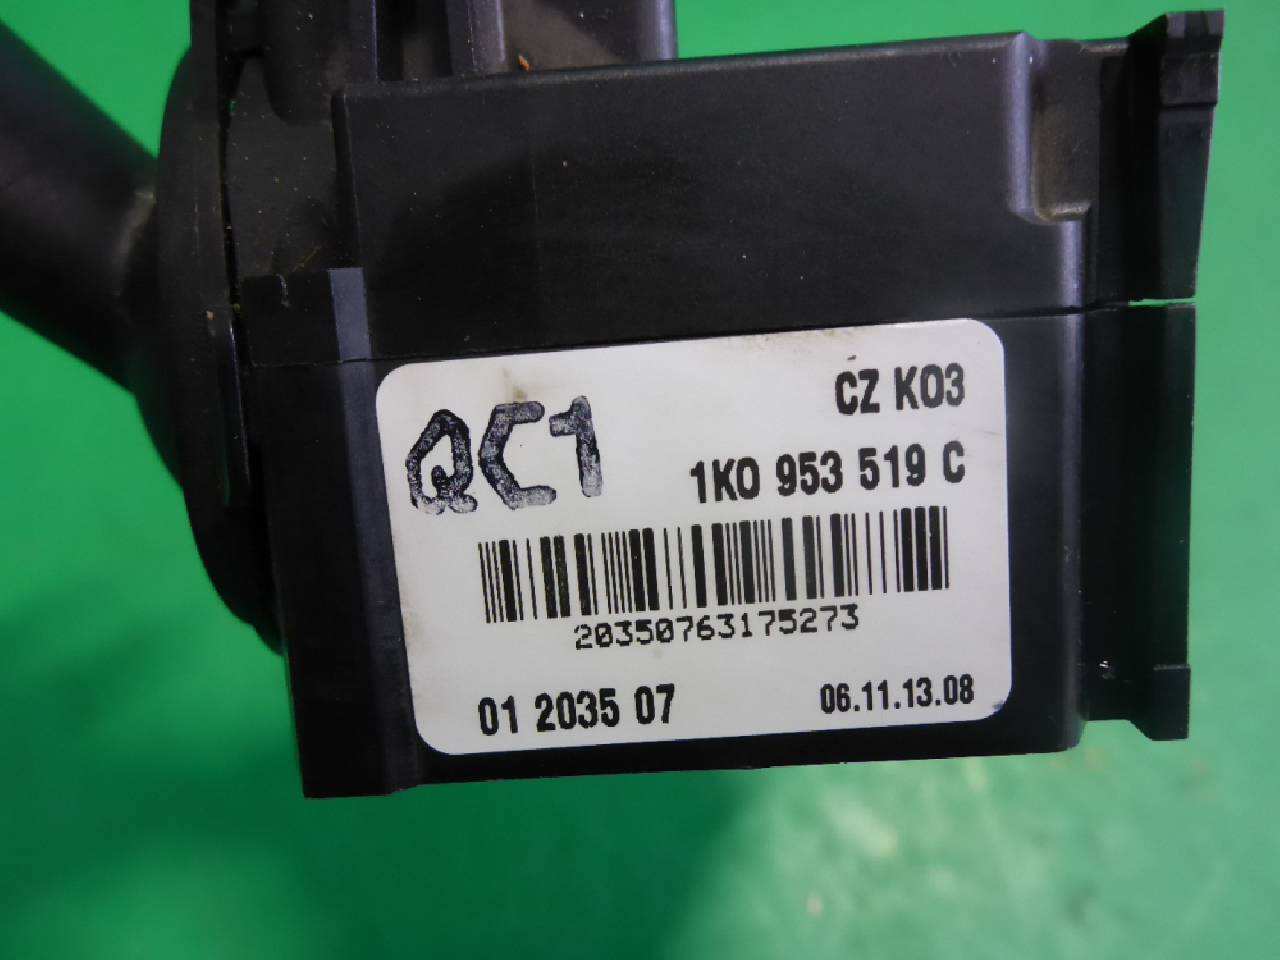 CZ K03
QC1
1K0 953 519 C
20350763175273
01 2035 07
06.11.13.08